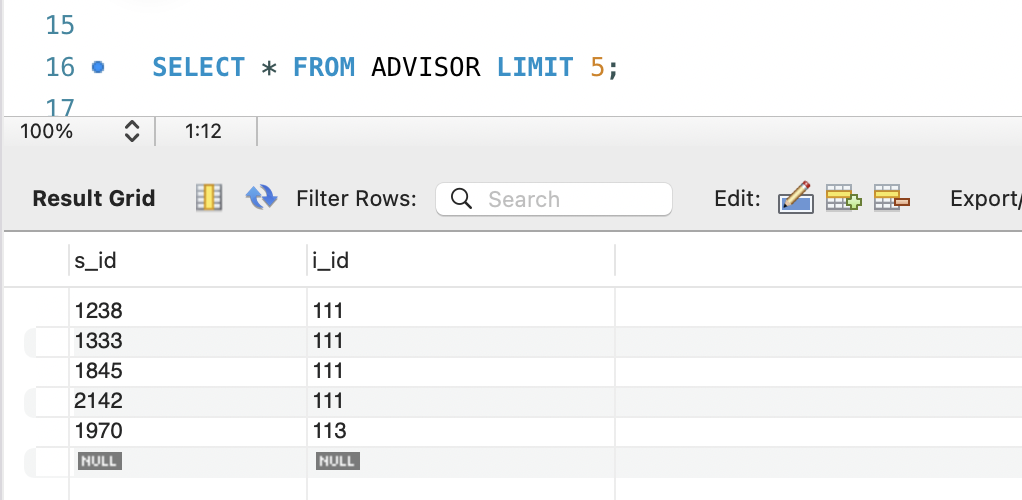 15
16 SELECT * FROM ADVISOR LIMIT 5;
17
100% 1:12
Result Grid Filter Rows: Search Edit: Export/
s_id i_id
1238 111
1333 111
1845 111
2142 111
1970 113
NULL NULL